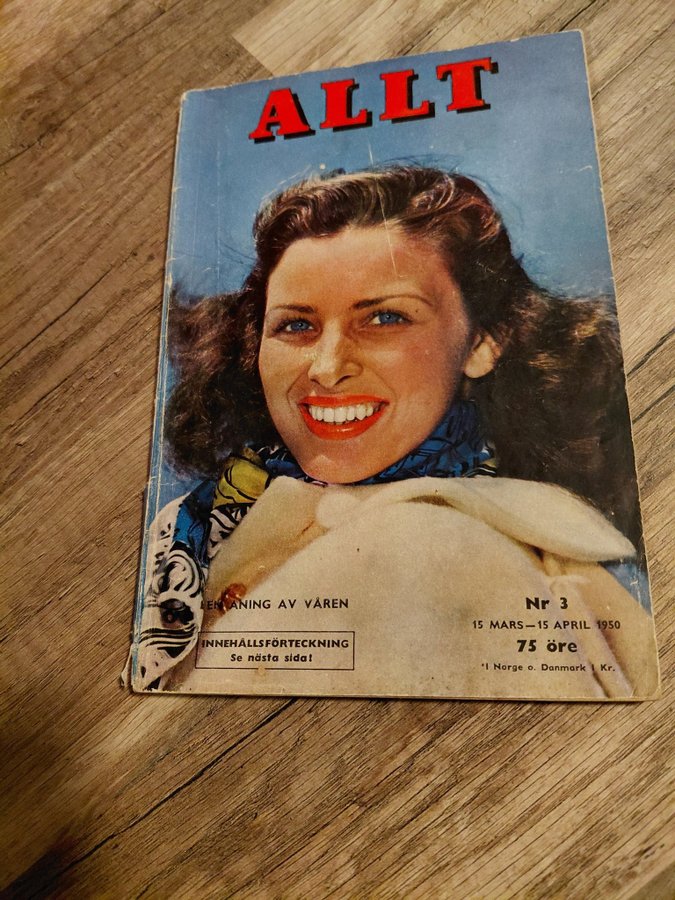 ALLT
EN ANING AV VÅREN
INNEHÅLLSFÖRTECKNING
Se nästa sida!
Nr 3
15 MARS—15 APRIL 1950
75 öre
*I Norge o. Danmark 1 Kr.